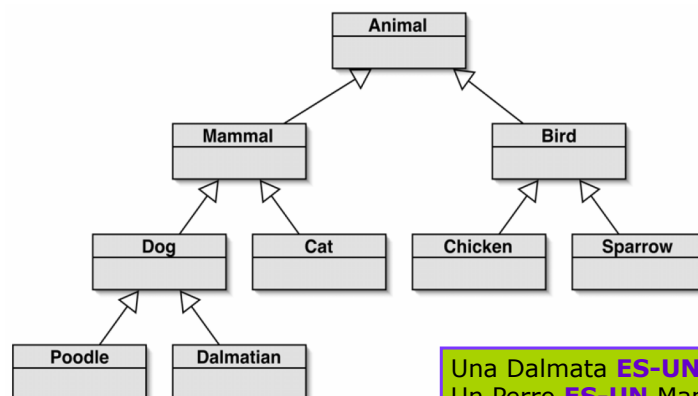 Animal
Mammal
Bird
Dog
Cat
Chicken
Sparrow
Poodle
Dalmatian
Una Dalmata ES-UN
Un Perro ES-UN